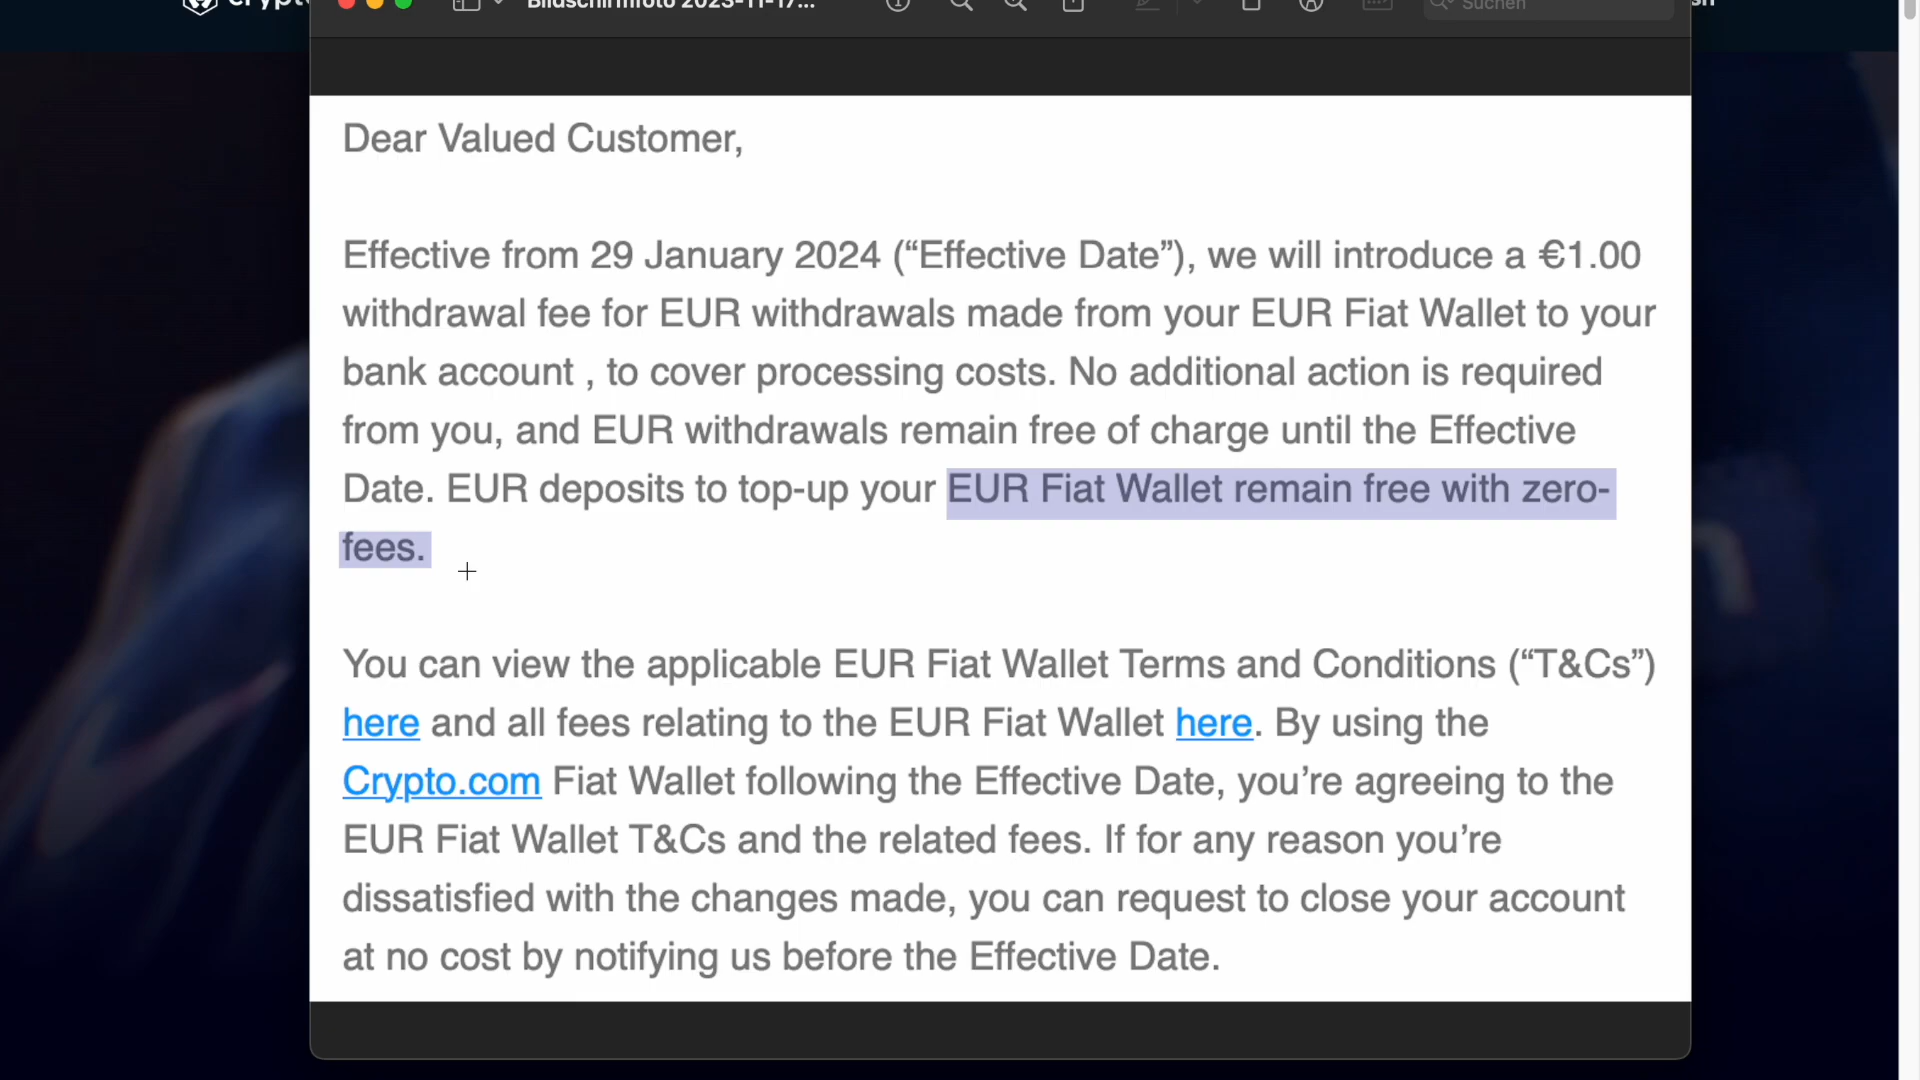 Bildschirmfoto 2023-11-17...
Suchen
Dear Valued Customer,
Effective from 29 January 2024 (“Effective Date”), we will introduce a €1.00
withdrawal fee for EUR withdrawals made from your EUR Fiat Wallet to your
bank account , to cover processing costs. No additional action is required
from you, and EUR withdrawals remain free of charge until the Effective
Date. EUR deposits to top-up your EUR Fiat Wallet remain free with zero-
fees.
You can view the applicable EUR Fiat Wallet Terms and Conditions (“T&Cs”)
here and all fees relating to the EUR Fiat Wallet here. By using the
Crypto.com Fiat Wallet following the Effective Date, you’re agreeing to the
EUR Fiat Wallet T&Cs and the related fees. If for any reason you’re
dissatisfied with the changes made, you can request to close your account
at no cost by notifying us before the Effective Date.